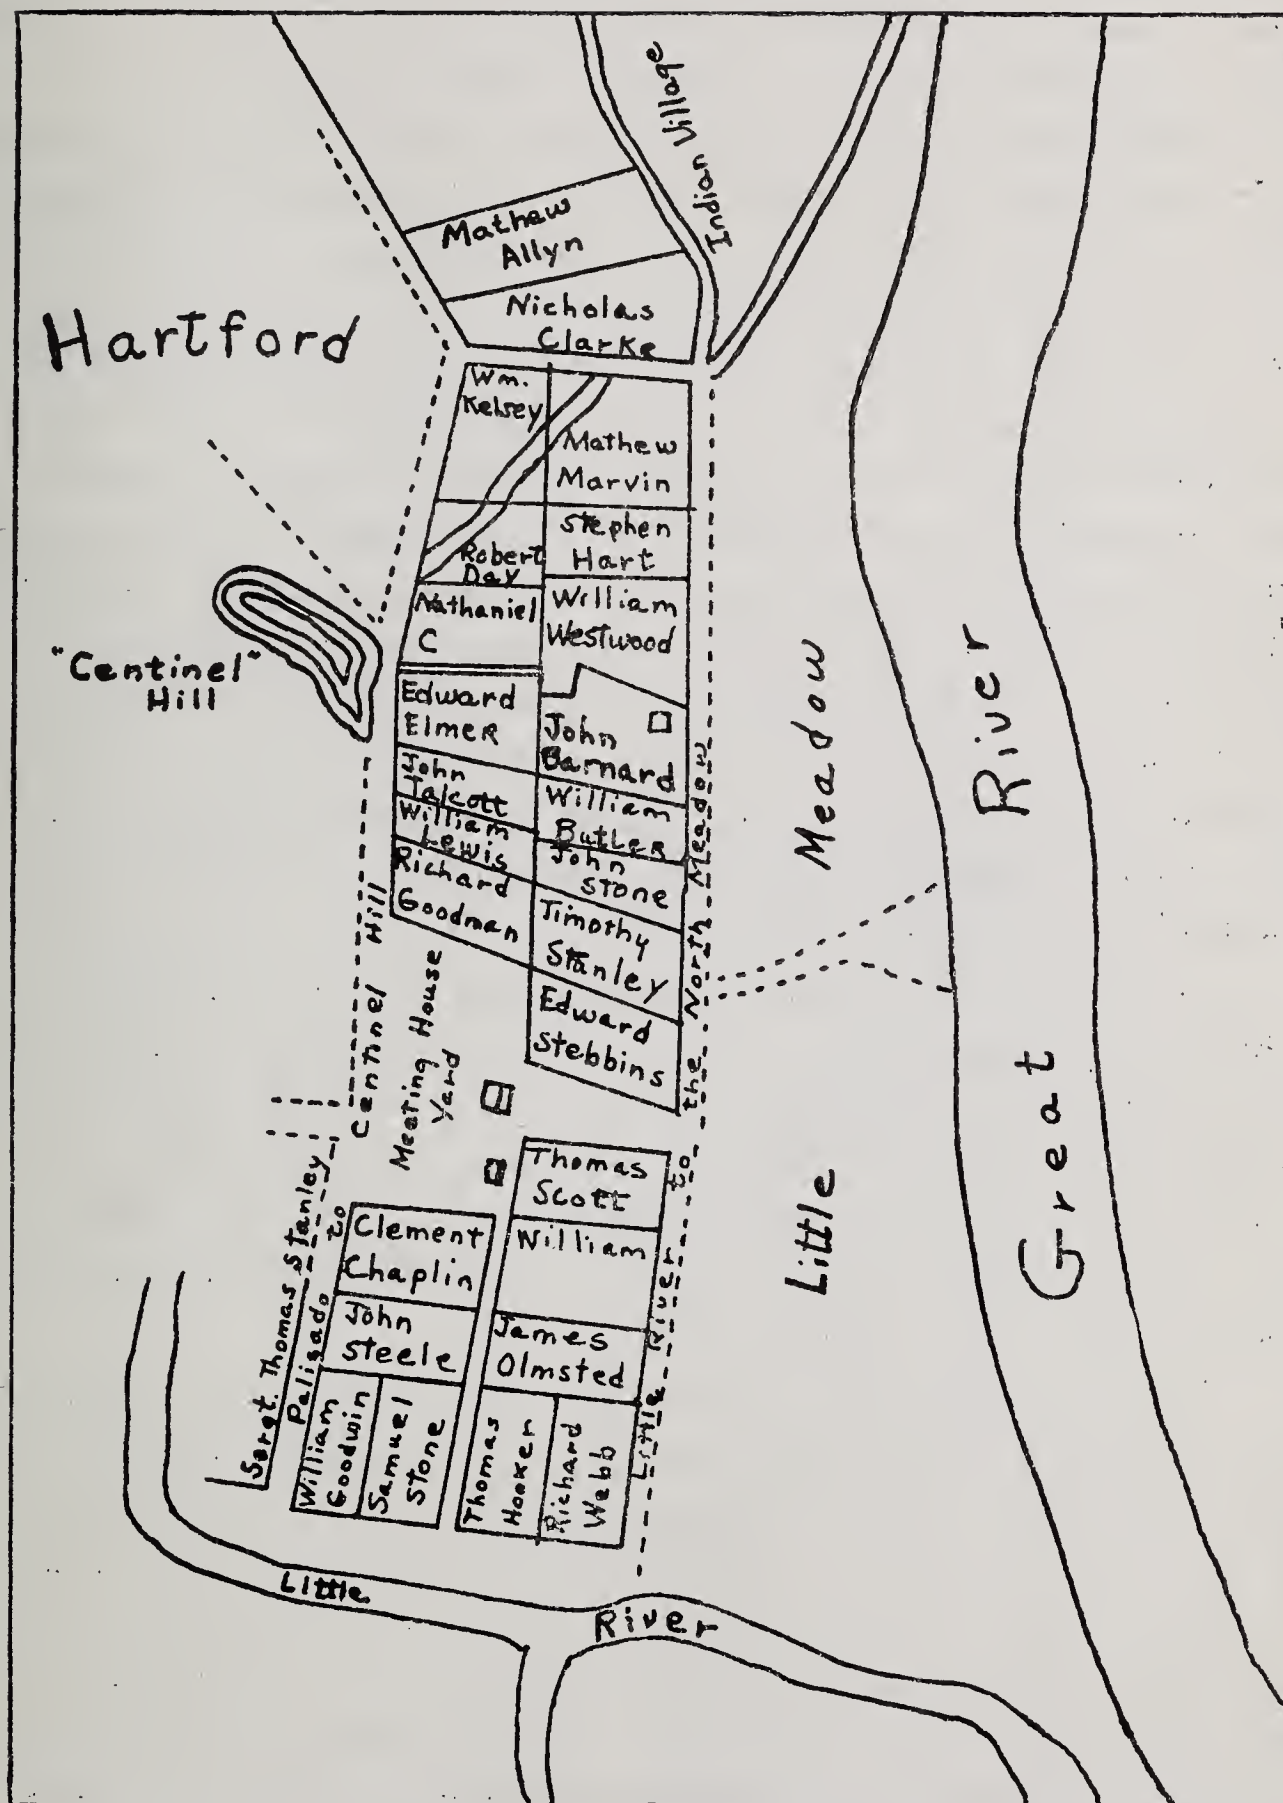 Indian Village
Mathew
Allyn
Nicholas
Clarke
Hartford
Wm.
Kelsey
Mathew
Marvin
Stephen
Hart
Robert
Day
Nathaniel
C
William
Westwood
"Centinel"
Hill
Edward
Elmer
John
Barnard
John
Talcott
William
Butler
William
Lewis
John
Stone
Richard
Goodman
Timothy
Stanley
Edward
Stebbins
Meeting House
Yard
Centinel Hill
Palisado to
Sargt. Thomas Stanley
Thomas
Scott
Clement
Chaplin
William
John
Steele
James
Olmsted
William
Goodwin
Samuel
Stone
Thomas
Hooker
Richard
Webb
Little River to the North Meadow
Little Meadow
Great River
Little River